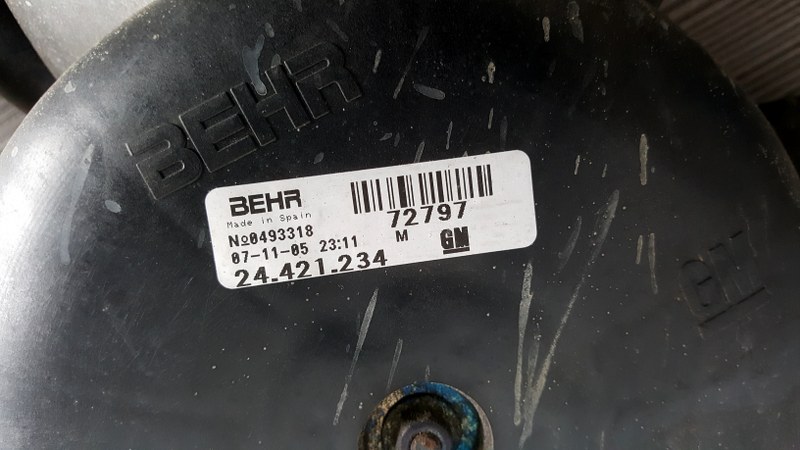 BEHR
BEHR
Made in Spain
72797
№0493318
M
GM
07-11-05 23:11
24.421.234
GM